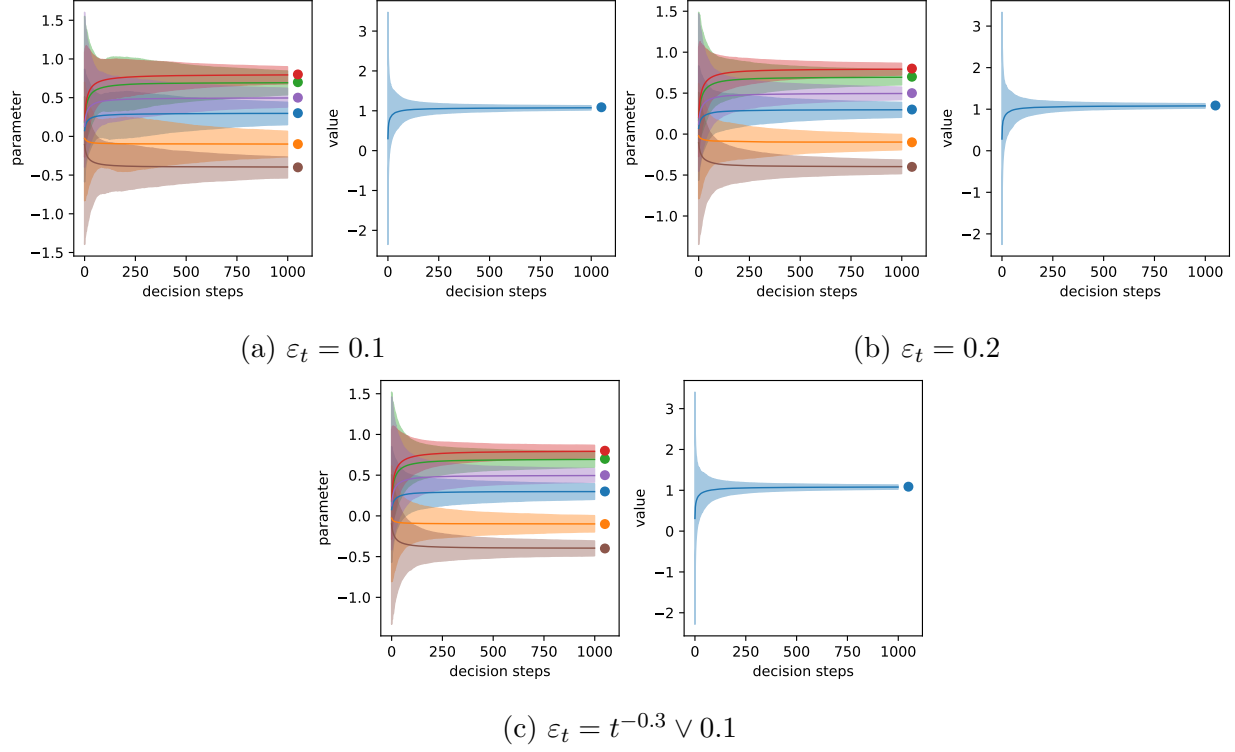 1.5
1.0
0.5
0.0
−0.5
−1.0
−1.5
parameter
0 250 500 750 1000
decision steps
3
2
1
0
−1
−2
value
0 250 500 750 1000
decision steps
(a) εt = 0.1
1.5
1.0
0.5
0.0
−0.5
−1.0
parameter
0 250 500 750 1000
decision steps
3
2
1
0
−1
−2
value
0 250 500 750 1000
decision steps
(b) εt = 0.2
1.5
1.0
0.5
0.0
−0.5
−1.0
parameter
0 250 500 750 1000
decision steps
3
2
1
0
−1
−2
value
0 250 500 750 1000
decision steps
(c) εt = t^−0.3 ∨ 0.1